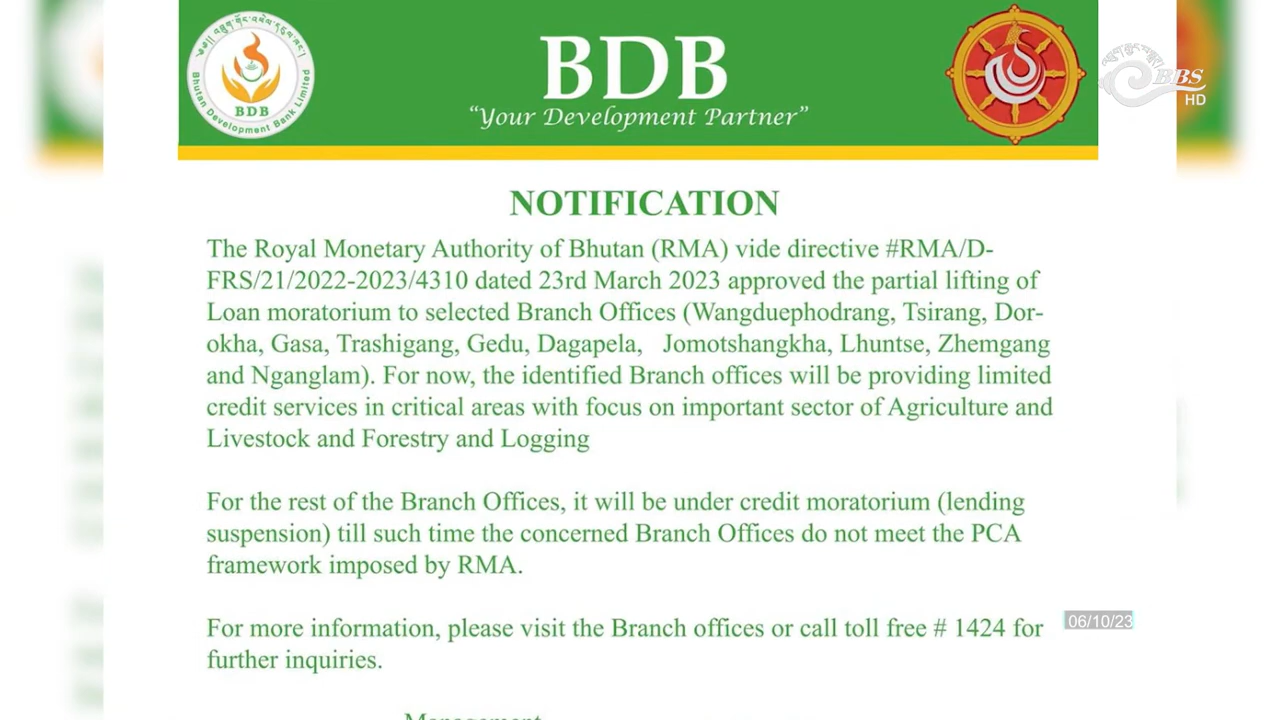 BDB
“Your Development Partner”
Bhutan Development Bank Limited
BDB
BBS
HD
NOTIFICATION
The Royal Monetary Authority of Bhutan (RMA) vide directive #RMA/D-
FRS/21/2022-2023/4310 dated 23rd March 2023 approved the partial lifting of
Loan moratorium to selected Branch Offices (Wangduephodrang, Tsirang, Dor-
okha, Gasa, Trashigang, Gedu, Dagapela, Jomotshangkha, Lhuntse, Zhemgang
and Nganglam). For now, the identified Branch offices will be providing limited
credit services in critical areas with focus on important sector of Agriculture and
Livestock and Forestry and Logging
For the rest of the Branch Offices, it will be under credit moratorium (lending
suspension) till such time the concerned Branch Offices do not meet the PCA
framework imposed by RMA.
For more information, please visit the Branch offices or call toll free # 1424 for
further inquiries.
06/10/23
Management